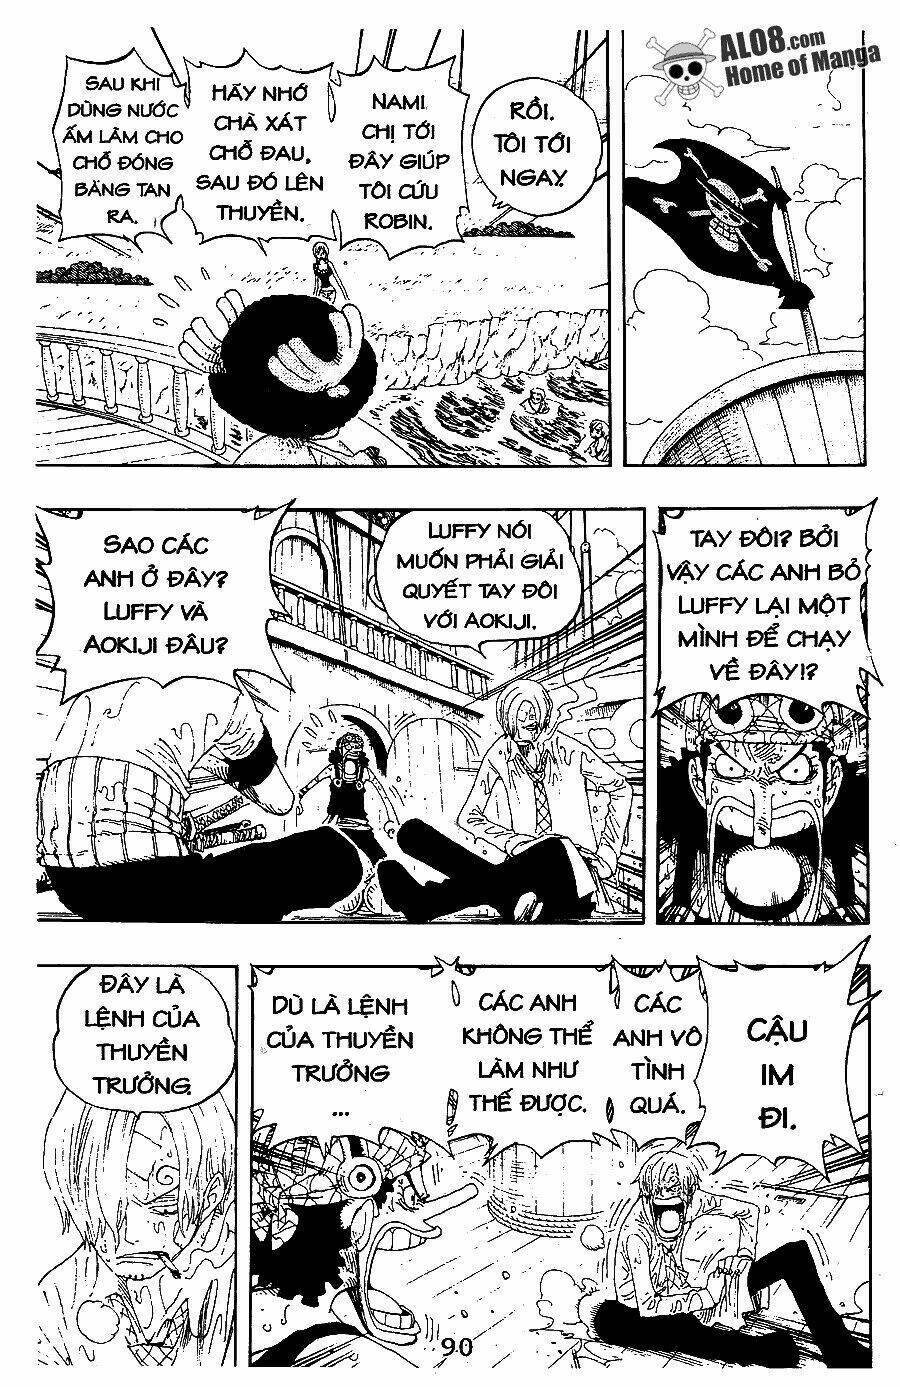 AL08.com
Home of Manga
SAU KHI
DÙNG NƯỚC
ẤM LÀM CHO
CHỖ ĐÓNG
BĂNG TAN
RA.
HÃY NHỚ
CHÀ XÁT
CHỖ ĐAU,
SAU ĐÓ LÊN
THUYỀN.
NAMI,
CHỊ TỚI
ĐÂY GIÚP
TÔI CỨU
ROBIN.
RỒI.
TÔI TỚI
NGAY.
SAO CÁC
ANH Ở ĐÂY?
LUFFY VÀ
AOKIJI ĐÂU?
LUFFY NÓI
MUỐN PHẢI GIẢI
QUYẾT TAY ĐÔI
VỚI AOKIJI.
TAY ĐÔI? BỞI
VẬY CÁC ANH BỎ
LUFFY LẠI MỘT
MÌNH ĐỂ CHẠY
VỀ ĐÂY!?
ĐÂY LÀ
LỆNH CỦA
THUYỀN
TRƯỞNG.
DÙ LÀ LỆNH
CỦA THUYỀN
TRƯỞNG
...
CÁC ANH
KHÔNG THỂ
LÀM NHƯ
THẾ ĐƯỢC.
CÁC
ANH VÔ
TÌNH
QUÁ.
CẬU
IM
ĐI.
90